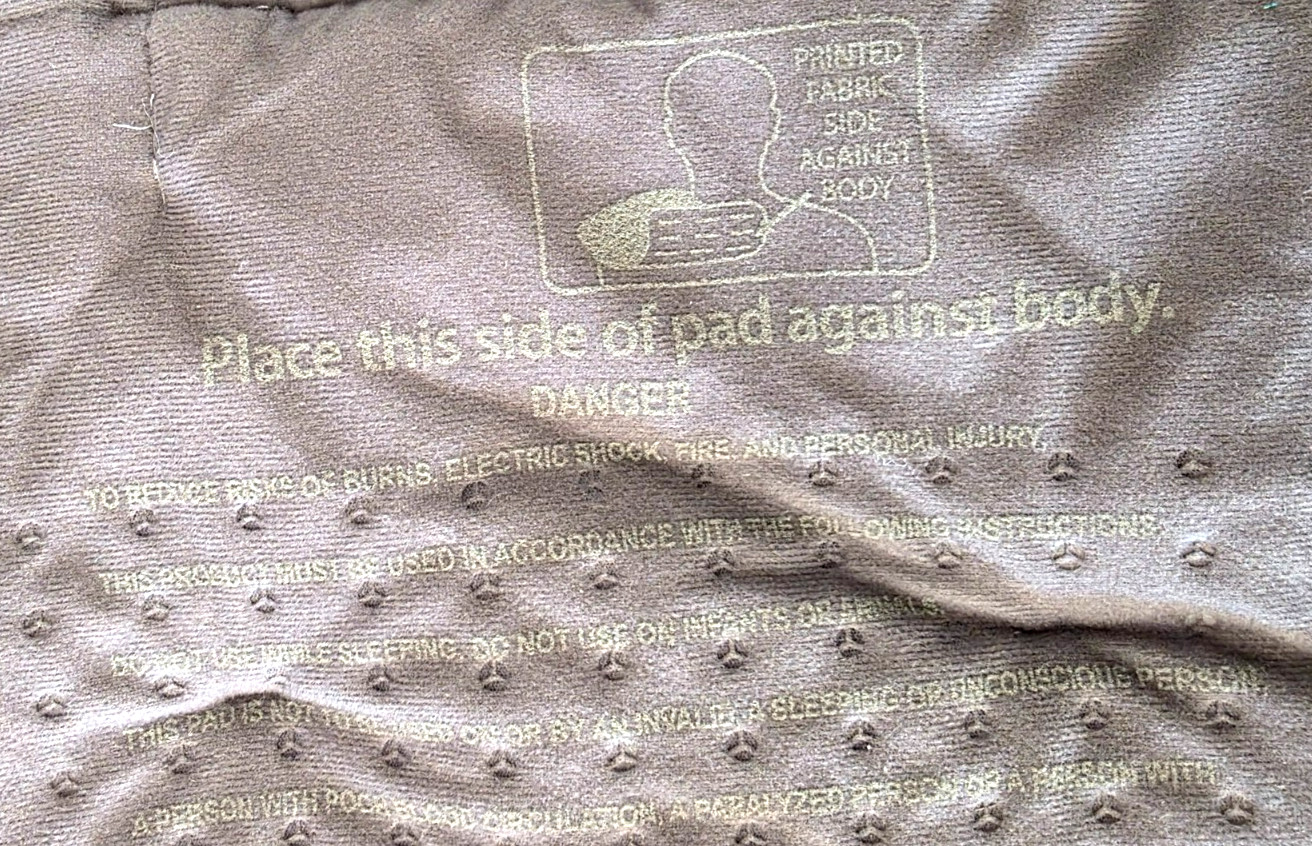 PRINTED
FABRIC
SIDE
AGAINST
BODY
Place this side of pad against body.
DANGER
TO REDUCE RISKS OF BURNS, ELECTRIC SHOCK, FIRE, AND PERSONAL INJURY,
THIS PRODUCT MUST BE USED IN ACCORDANCE WITH THE FOLLOWING INSTRUCTIONS.
DO NOT USE WHILE SLEEPING. DO NOT USE ON INFANTS OR ANIMALS.
THIS PAD IS NOT TO BE USED ON OR BY AN INVALID, A SLEEPING OR UNCONSCIOUS PERSON,
A PERSON WITH POOR BLOOD CIRCULATION, A PARALYZED PERSON OR A PERSON WITH